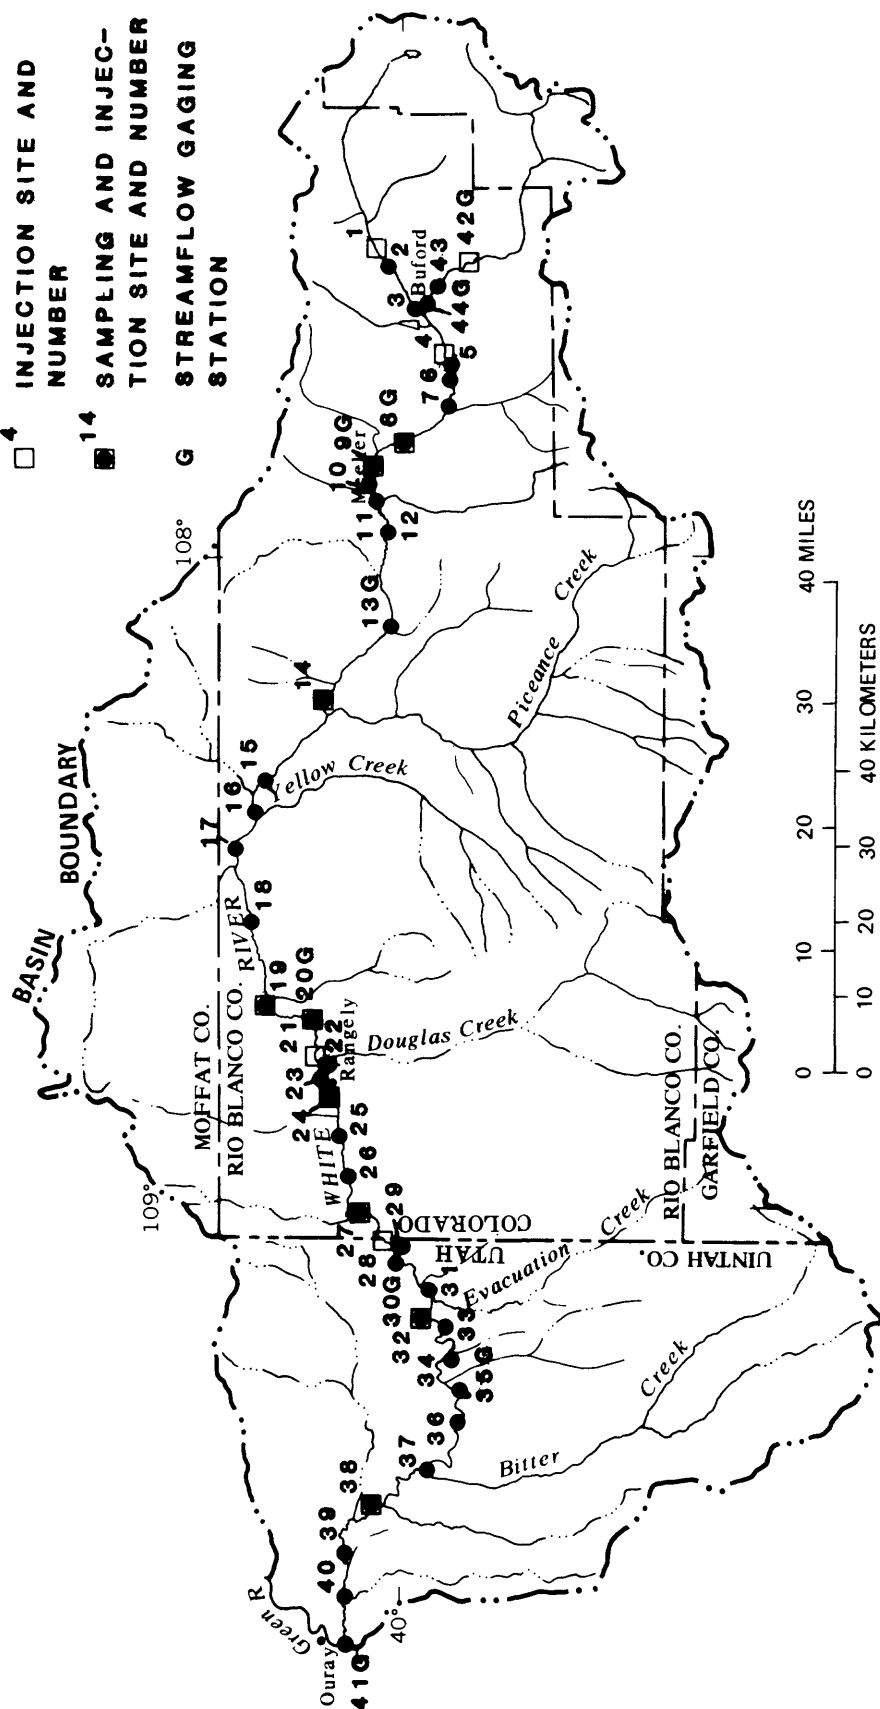 4
INJECTION SITE AND
NUMBER
14
SAMPLING AND INJEC-
TION SITE AND NUMBER
G
STREAMFLOW GAGING
STATION
BASIN
BOUNDARY
109°
108°
40°
MOFFAT CO.
RIO BLANCO CO.
RIO BLANCO CO.
GARFIELD CO.
COLORADO
UTAH
UINTAH CO.
WHITE
RIVER
Green R
Ouray
Rangely
Meeker
Buford
Bitter
Creek
Evacuation
Creek
Douglas Creek
Yellow Creek
Piceance
Creek
41G
40
39
38
37
36
35G
34
33
32
31
30G
29
28
27
26
25
24
23
22
21
20G
19
18
17
16
15
14
13G
12
11
10
9G
8G
7
6
5
4
3
44G
43
42G
2
1
0
10
20
30
40 MILES
0
10
20
30
40 KILOMETERS